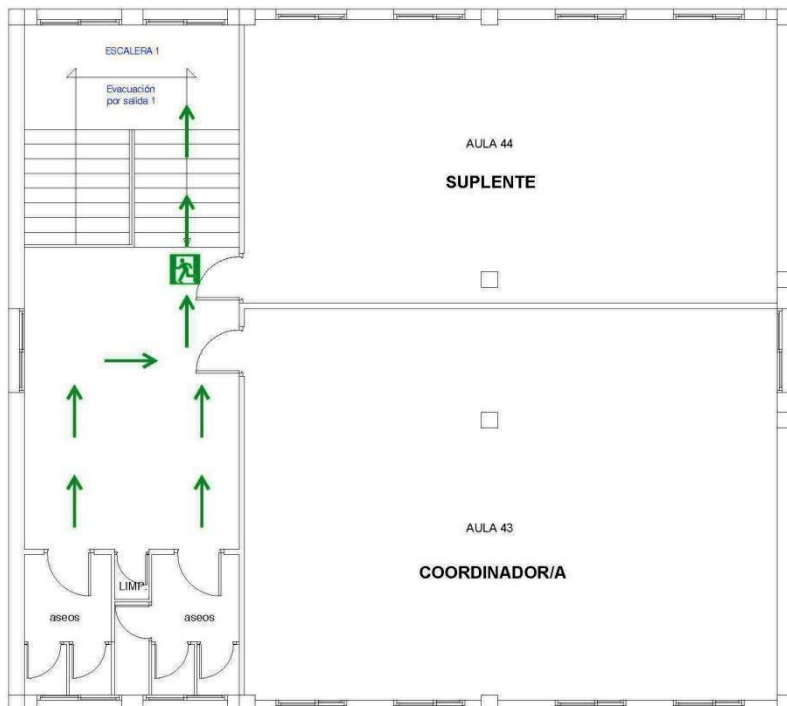 ESCALERA 1
Evacuación
por salida 1
AULA 44
SUPLENTE
AULA 43
COORDINADOR/A
LIMP.
aseos
aseos